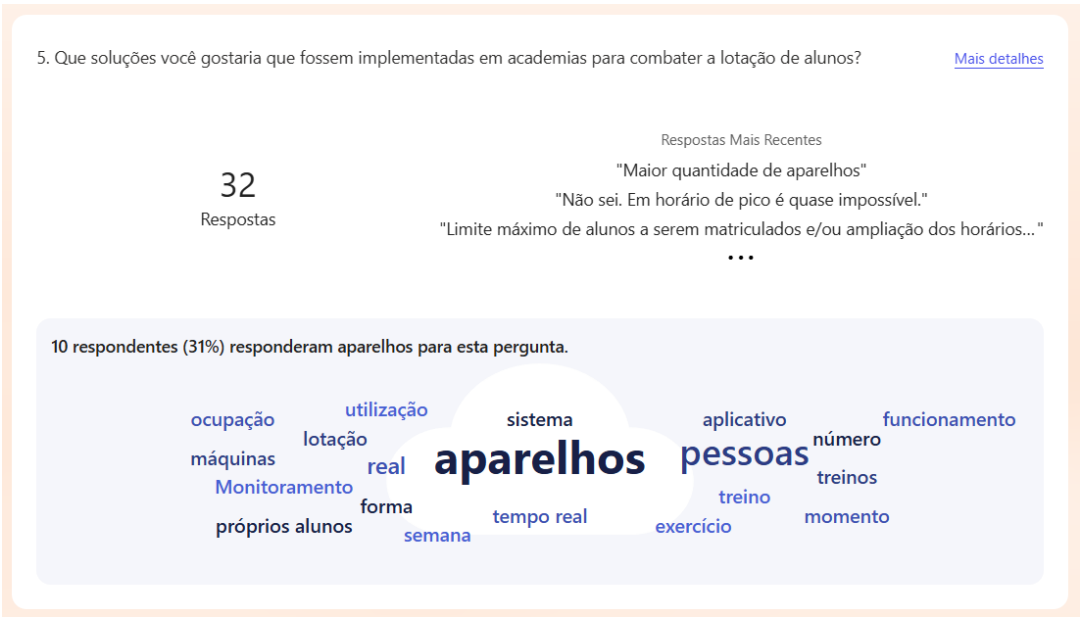 5. Que soluções você gostaria que fossem implementadas em academias para combater a lotação de alunos?
Mais detalhes
32
Respostas
Respostas Mais Recentes
"Maior quantidade de aparelhos"
"Não sei. Em horário de pico é quase impossível."
"Limite máximo de alunos a serem matriculados e/ou ampliação dos horários..."
...
10 respondentes (31%) responderam aparelhos para esta pergunta.
utilização
ocupação
sistema
aplicativo
funcionamento
lotação
número
máquinas
real
aparelhos
pessoas
treinos
Monitoramento
treino
forma
tempo real
momento
próprios alunos
semana
exercício